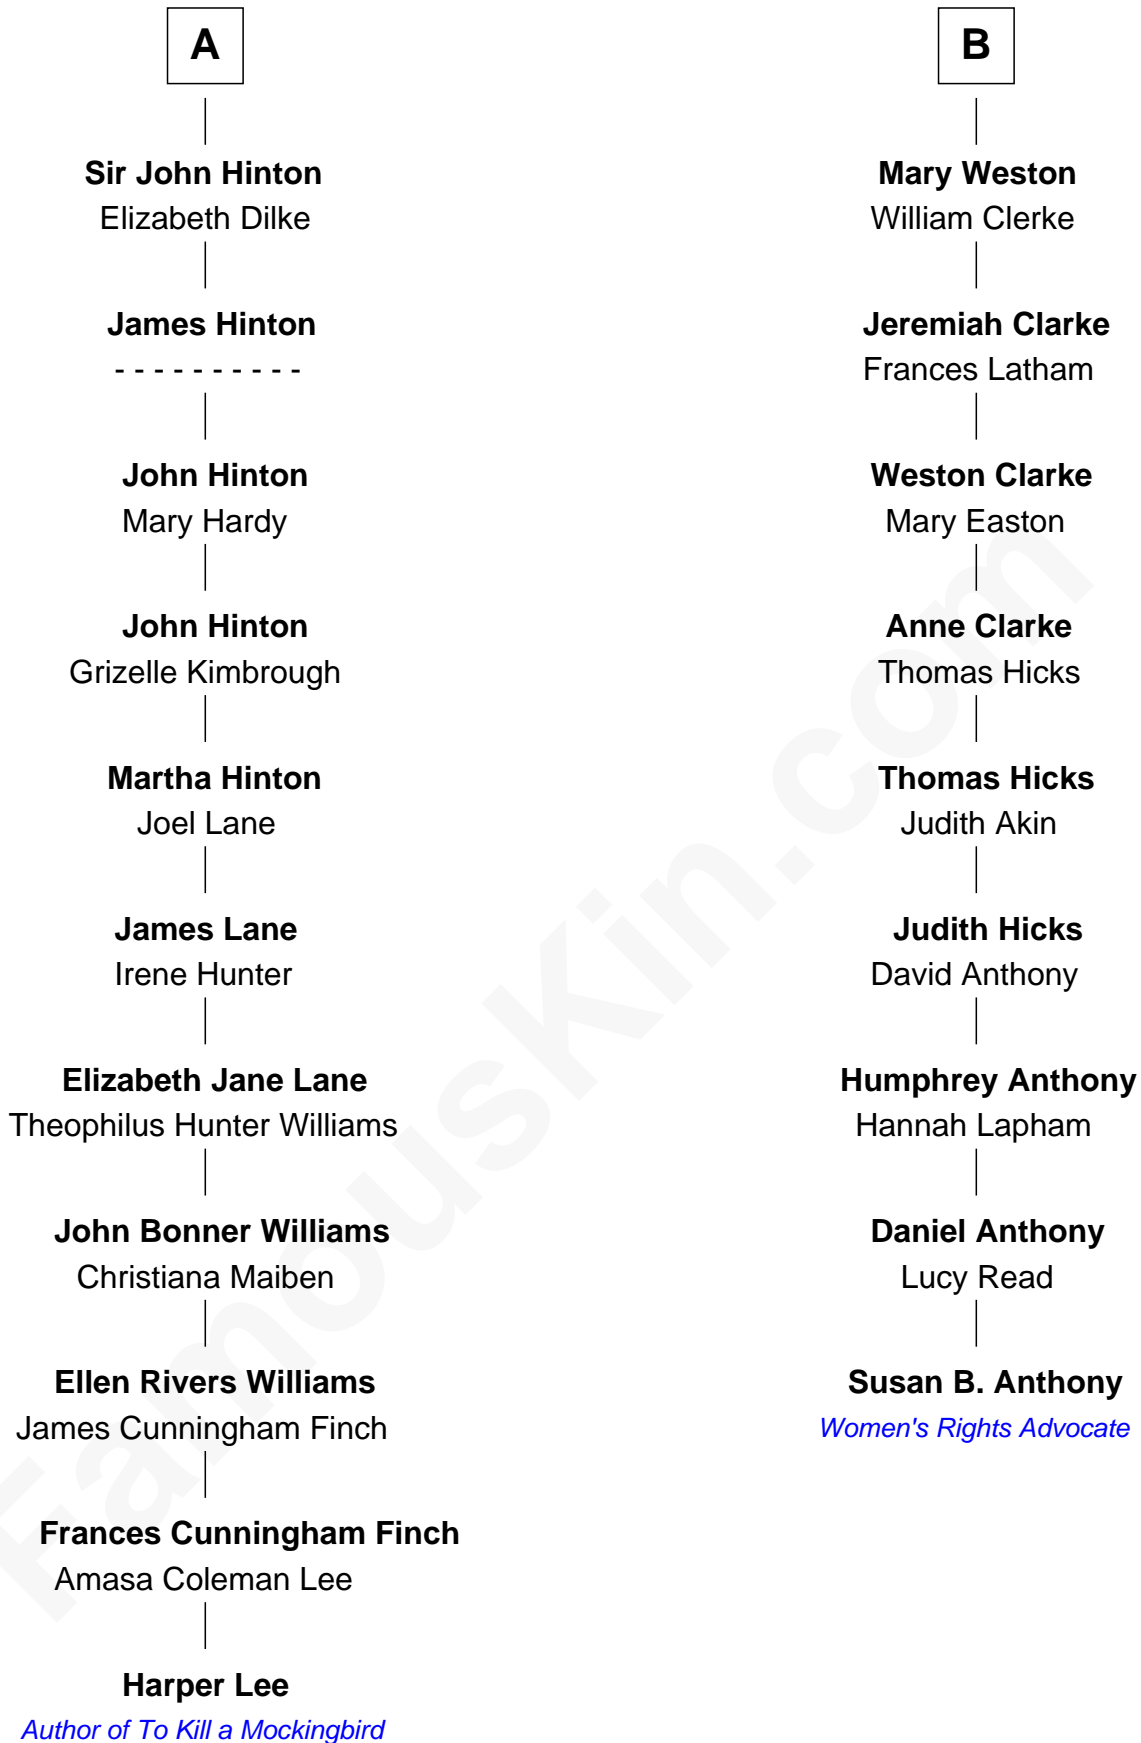 A
Sir John Hinton
Elizabeth Dilke
James Hinton
- - - - - - - - - -
John Hinton
Mary Hardy
John Hinton
Grizelle Kimbrough
Martha Hinton
Joel Lane
James Lane
Irene Hunter
Elizabeth Jane Lane
Theophilus Hunter Williams
John Bonner Williams
Christiana Maiben
Ellen Rivers Williams
James Cunningham Finch
Frances Cunningham Finch
Amasa Coleman Lee
Harper Lee
Author of To Kill a Mockingbird
B
Mary Weston
William Clerke
Jeremiah Clarke
Frances Latham
Weston Clarke
Mary Easton
Anne Clarke
Thomas Hicks
Thomas Hicks
Judith Akin
Judith Hicks
David Anthony
Humphrey Anthony
Hannah Lapham
Daniel Anthony
Lucy Read
Susan B. Anthony
Women's Rights Advocate
FamousKin.com